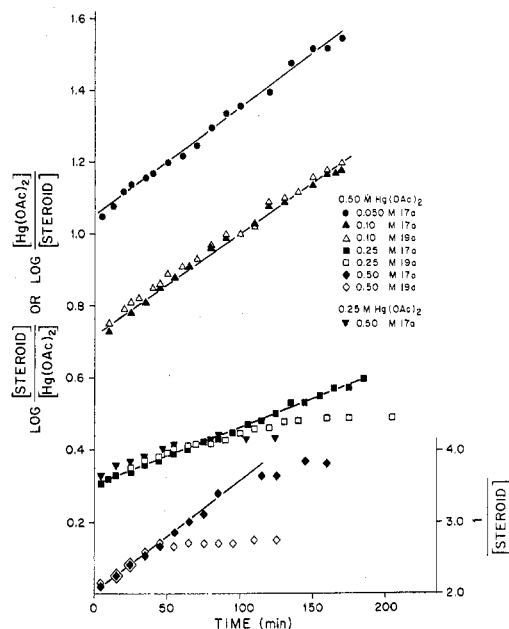 1.6
1.4
1.2
1.0
0.8
0.6
0.4
0.2
LOG [STEROID] / [Hg(OAc)2] OR LOG [Hg(OAc)2] / [STEROID]
0.50 M Hg(OAc)2
● 0.050 M 17a
▲ 0.10 M 17a
△ 0.10 M 19a
■ 0.25 M 17a
□ 0.25 M 19a
◆ 0.50 M 17a
◇ 0.50 M 19a
0.25 M Hg(OAc)2
▼ 0.50 M 17a
4.0
3.0
2.0
1 / [STEROID]
0 50 100 150 200
TIME (min)